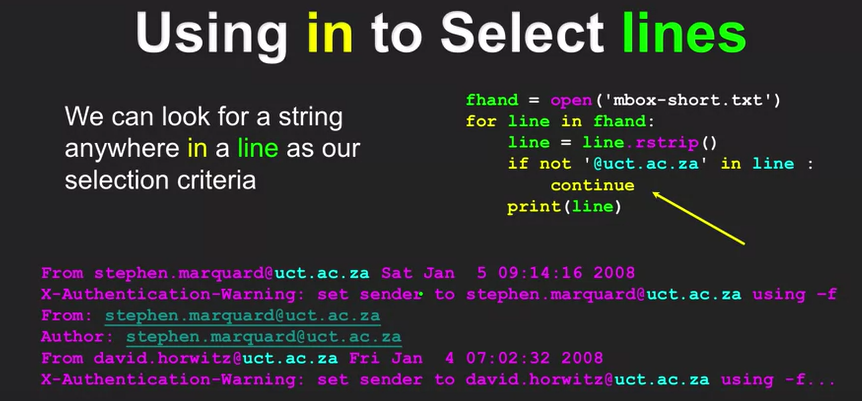 Using in to Select lines
We can look for a string
anywhere in a line as our
selection criteria
fhand = open('mbox-short.txt')
for line in fhand:
    line = line.rstrip()
    if not '@uct.ac.za' in line :
        continue
    print(line)
From stephen.marquard@uct.ac.za Sat Jan  5 09:14:16 2008
X-Authentication-Warning: set sender to stephen.marquard@uct.ac.za using –f
From: stephen.marquard@uct.ac.za
Author: stephen.marquard@uct.ac.za
From david.horwitz@uct.ac.za Fri Jan  4 07:02:32 2008
X-Authentication-Warning: set sender to david.horwitz@uct.ac.za using -f...